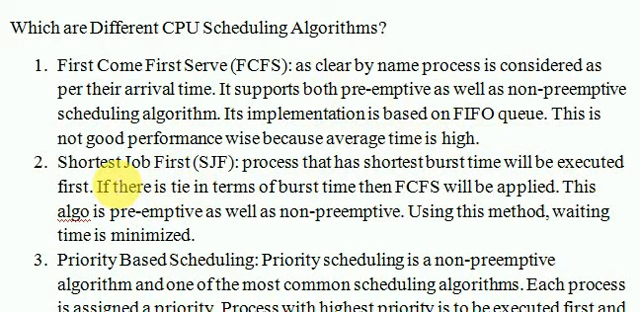 Which are Different CPU Scheduling Algorithms?
1. First Come First Serve (FCFS): as clear by name process is considered as
per their arrival time. It supports both pre-emptive as well as non-preemptive
scheduling algorithm. Its implementation is based on FIFO queue. This is
not good performance wise because average time is high.
2. Shortest Job First (SJF): process that has shortest burst time will be executed
first. If there is tie in terms of burst time then FCFS will be applied. This
algo is pre-emptive as well as non-preemptive. Using this method, waiting
time is minimized.
3. Priority Based Scheduling: Priority scheduling is a non-preemptive
algorithm and one of the most common scheduling algorithms. Each process
is assigned a priority. Process with highest priority is to be executed first and